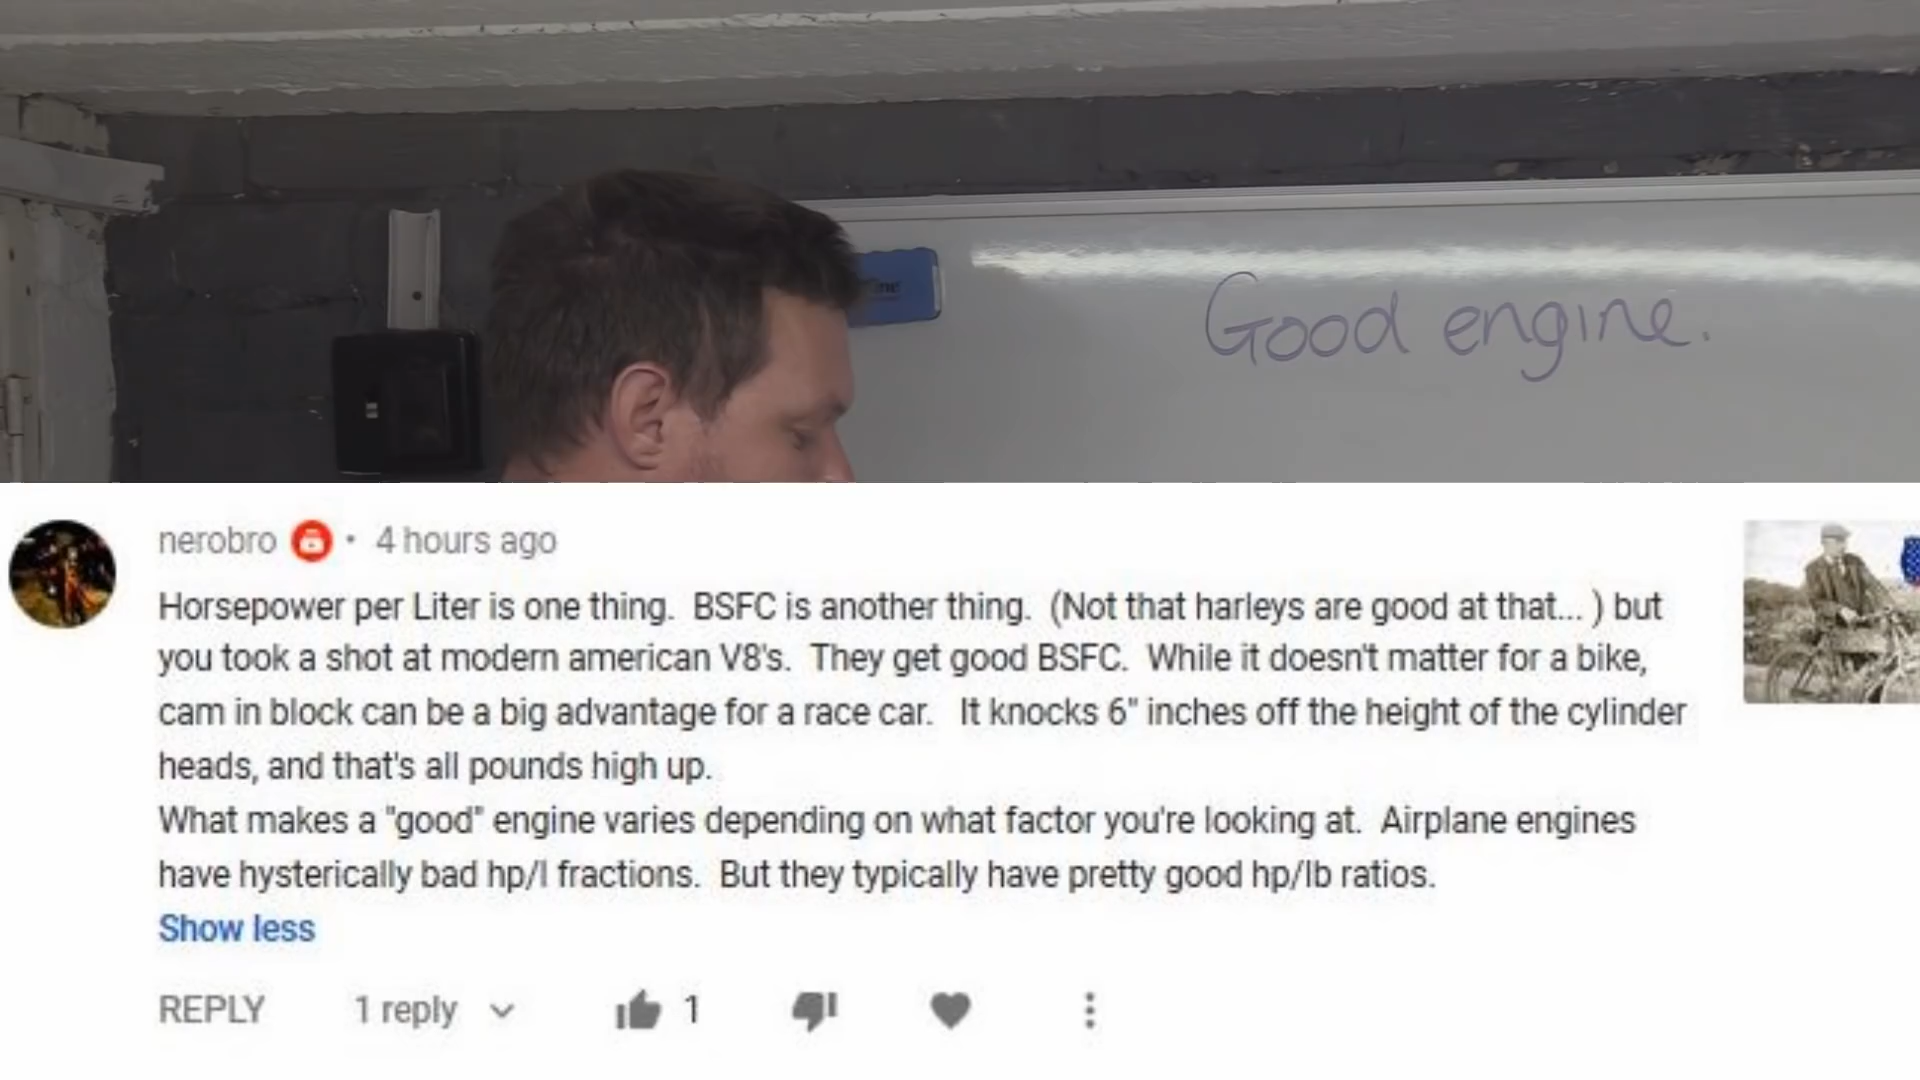 Good engine.
nerobro • 4 hours ago
Horsepower per Liter is one thing. BSFC is another thing. (Not that harleys are good at that... ) but
you took a shot at modern american V8's. They get good BSFC. While it doesn't matter for a bike,
cam in block can be a big advantage for a race car. It knocks 6" inches off the height of the cylinder
heads, and that's all pounds high up.
What makes a "good" engine varies depending on what factor you're looking at. Airplane engines
have hysterically bad hp/l fractions. But they typically have pretty good hp/lb ratios.
Show less
REPLY 1 reply 1